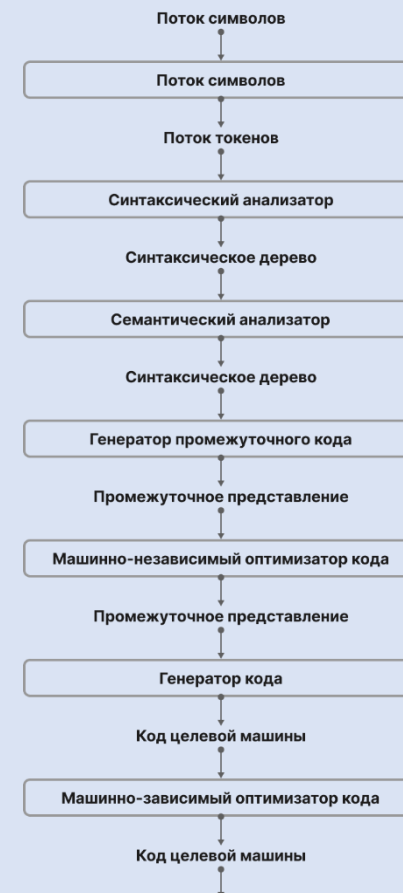 Поток символов
Поток символов
Поток токенов
Синтаксический анализатор
Синтаксическое дерево
Семантический анализатор
Синтаксическое дерево
Генератор промежуточного кода
Промежуточное представление
Машинно-независимый оптимизатор кода
Промежуточное представление
Генератор кода
Код целевой машины
Машинно-зависимый оптимизатор кода
Код целевой машины